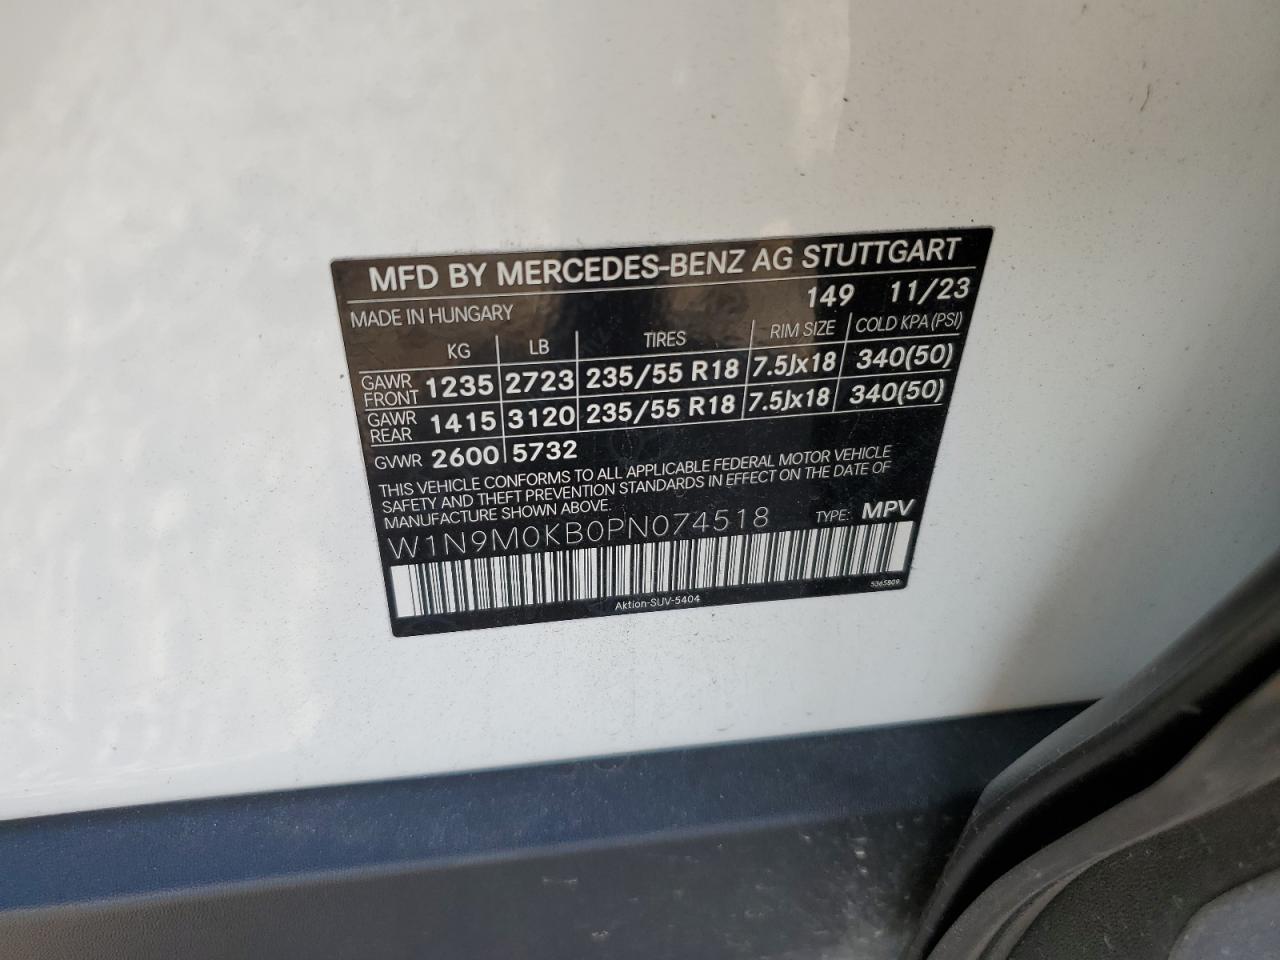 MFD BY MERCEDES-BENZ AG STUTTGART
MADE IN HUNGARY 149 11/23
KG LB TIRES RIM SIZE COLD KPA (PSI)
GAWR FRONT 1235 2723 235/55 R18 7.5Jx18 340(50)
GAWR REAR 1415 3120 235/55 R18 7.5Jx18 340(50)
GVWR 2600 5732
THIS VEHICLE CONFORMS TO ALL APPLICABLE FEDERAL MOTOR VEHICLE
SAFETY AND THEFT PREVENTION STANDARDS IN EFFECT ON THE DATE OF
MANUFACTURE SHOWN ABOVE.
W1N9M0KB0PN074518 TYPE: MPV
5365809
Aktion-SUV-5404